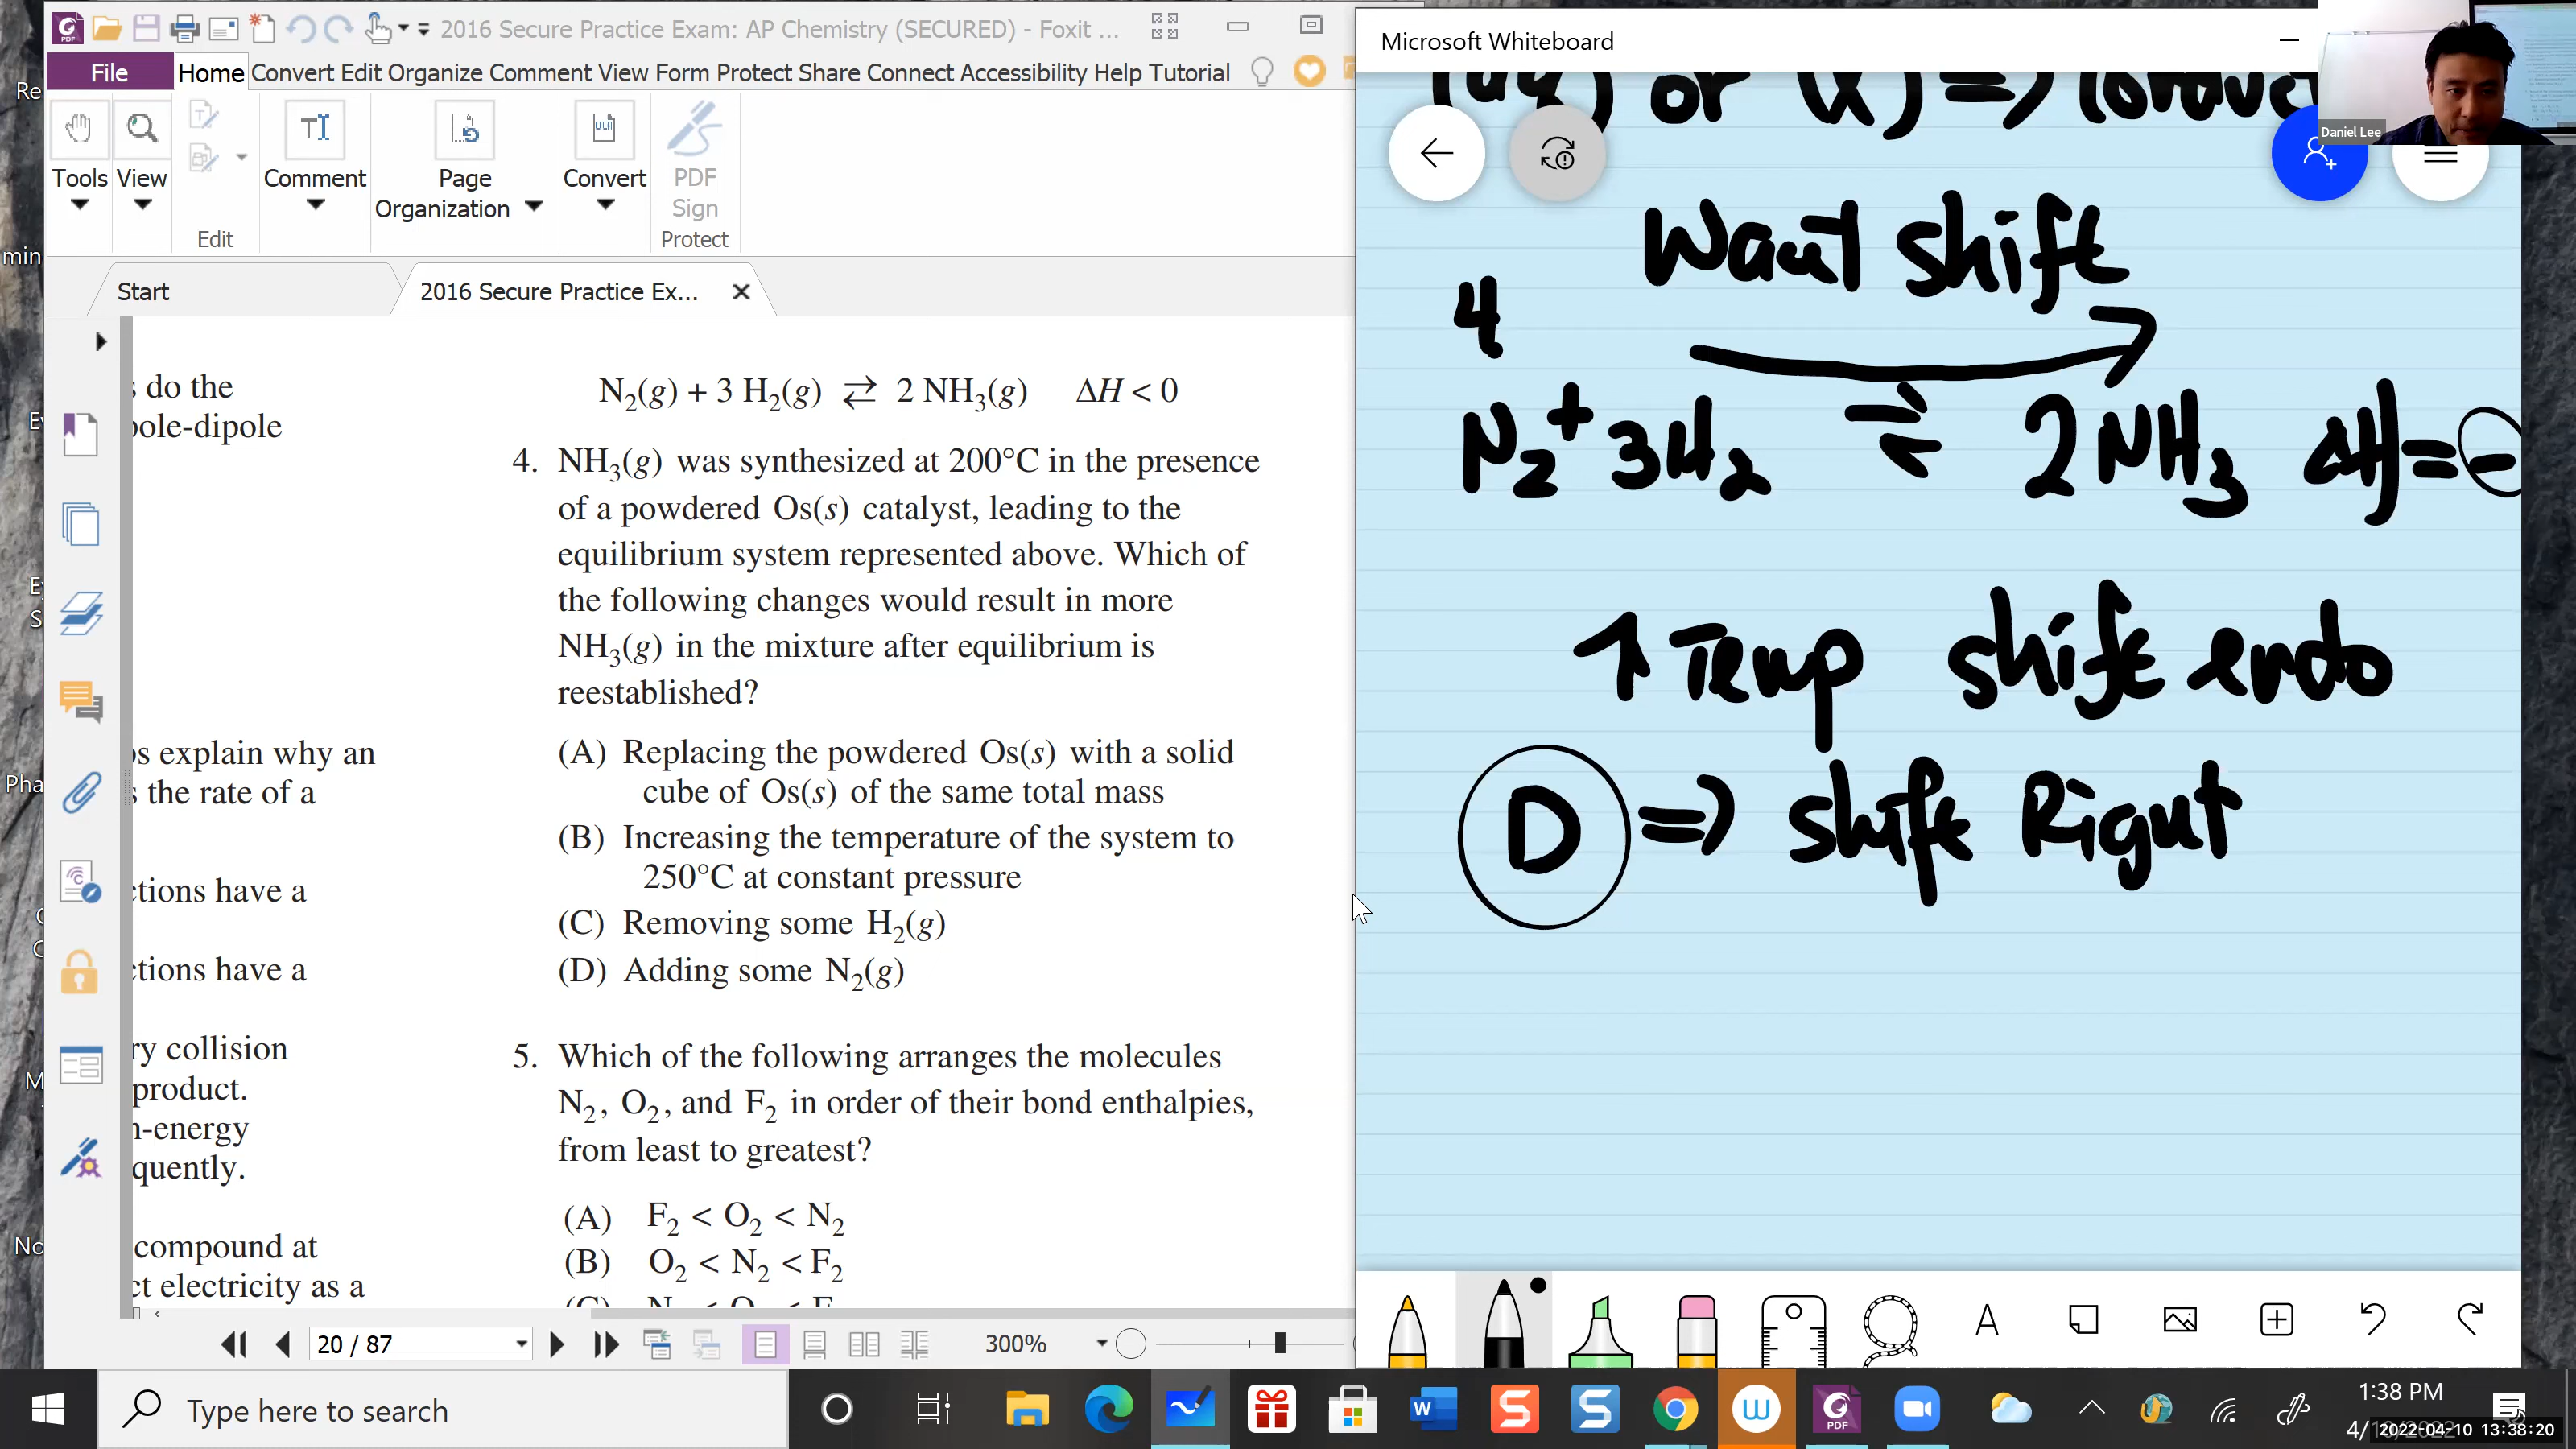 2016 Secure Practice Exam: AP Chemistry (SECURED) - Foxit ...
File Home Convert Edit Organize Comment View Form Protect Share Connect Accessibility Help Tutorial
Tools
View
Edit
Comment
Page
Organization
Convert
PDF
Sign
Protect
Start
2016 Secure Practice Ex...
s do the
pole-dipole
explain why an
the rate of a
ctions have a
ctions have a
ry collision
product.
-energy
quently.
compound at
ct electricity as a
N2(g) + 3 H2(g) ⇄ 2 NH3(g) ΔH < 0
4. NH3(g) was synthesized at 200°C in the presence
of a powdered Os(s) catalyst, leading to the
equilibrium system represented above. Which of
the following changes would result in more
NH3(g) in the mixture after equilibrium is
reestablished?
(A) Replacing the powdered Os(s) with a solid
cube of Os(s) of the same total mass
(B) Increasing the temperature of the system to
250°C at constant pressure
(C) Removing some H2(g)
(D) Adding some N2(g)
5. Which of the following arranges the molecules
N2, O2, and F2 in order of their bond enthalpies,
from least to greatest?
(A) F2 < O2 < N2
(B) O2 < N2 < F2
20 / 87
300%
Microsoft Whiteboard
Daniel Lee
(aq) or (l) =>
Want shift
4.
N2 + 3H2 ⇌ 2NH3 ΔH = -
↑ Temp shift endo
D => shift Right
Type here to search
1:38 PM
2022-04-10 13:38:20